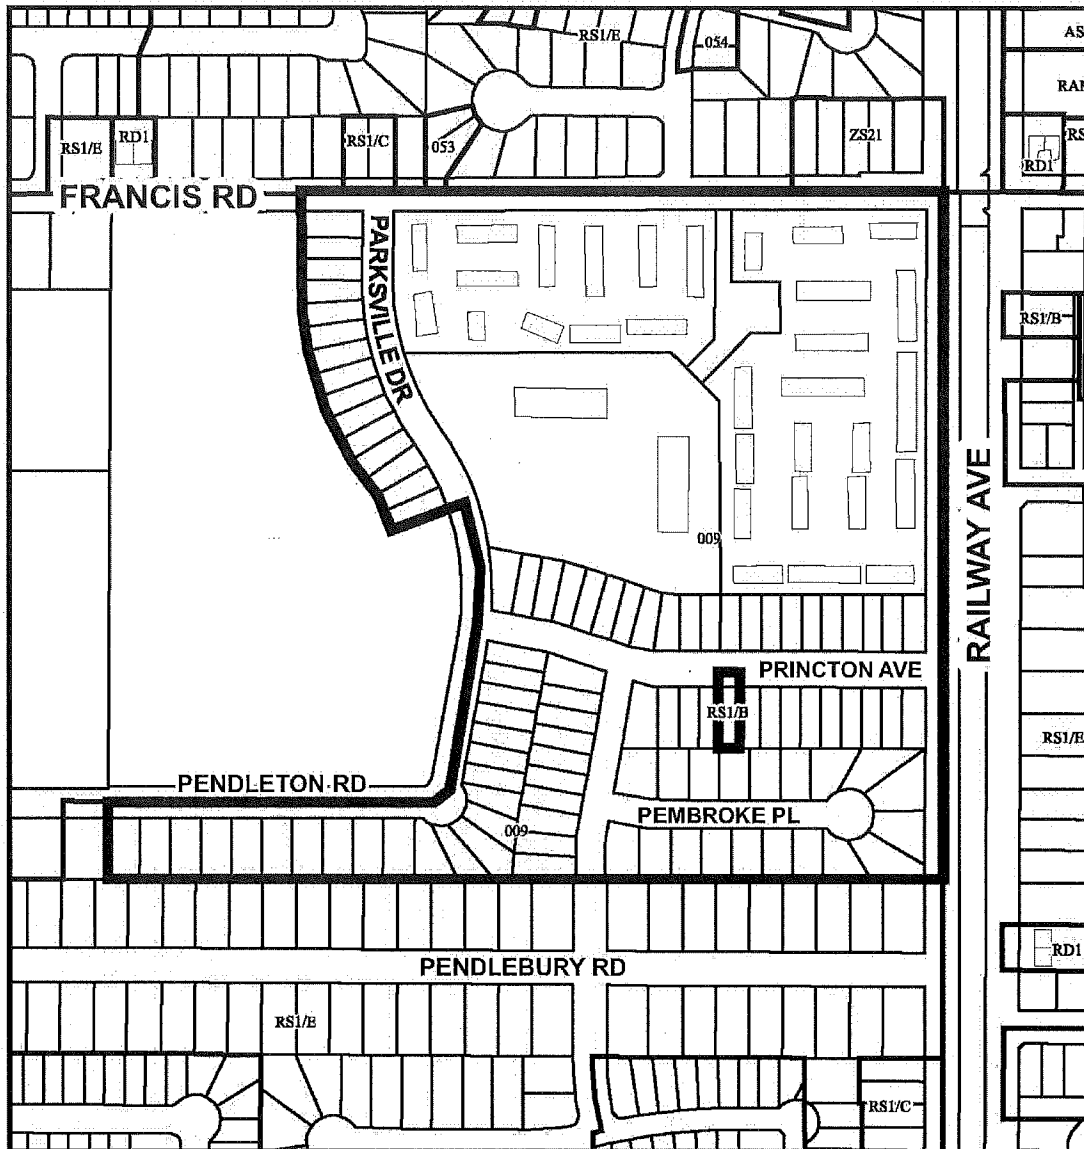 AS
RS1/E
054
RAM
RS1/E
RD1
RS1/C
053
ZS21
RS
RD1
FRANCIS RD
PARKSVILLE DR
RS1/B
RAILWAY AVE
009
PRINCTON AVE
RS1/B
RS1/E
PENDLETON RD
PEMBROKE PL
009
RD1
PENDLEBURY RD
RS1/E
RS1/C